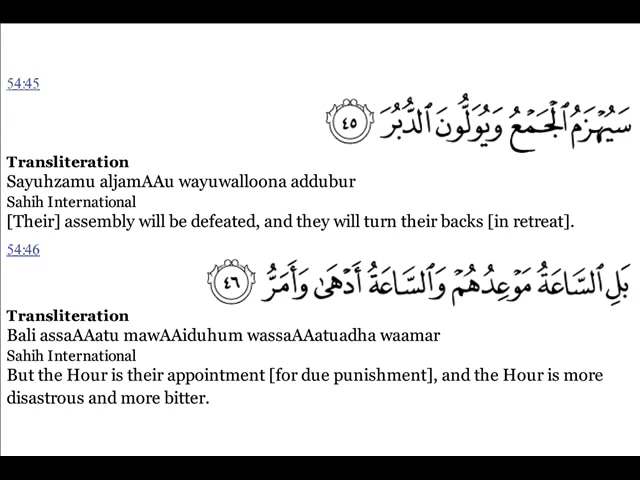 54:45
سَيُهْزَمُ ٱلْجَمْعُ وَيُوَلُّونَ ٱلدُّبُرَ ٤٥
Transliteration
Sayuhzamu aljamAAu wayuwalloona addubur
Sahih International
[Their] assembly will be defeated, and they will turn their backs [in retreat].
54:46
بَلِ ٱلسَّاعَةُ مَوْعِدُهُمْ وَٱلسَّاعَةُ أَدْهَىٰ وَأَمَرُّ ٤٦
Transliteration
Bali assaAAatu mawAAiduhum wassaAAatuadha waamar
Sahih International
But the Hour is their appointment [for due punishment], and the Hour is more
disastrous and more bitter.